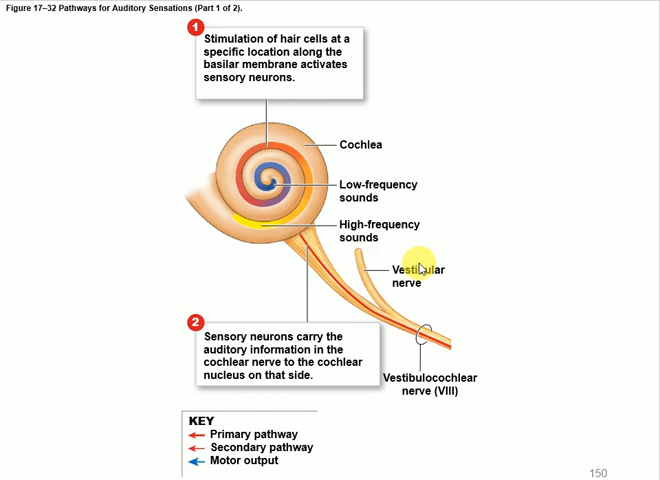 Figure 17–32 Pathways for Auditory Sensations (Part 1 of 2).
1
Stimulation of hair cells at a
specific location along the
basilar membrane activates
sensory neurons.
Cochlea
Low-frequency
sounds
High-frequency
sounds
Vestibular
nerve
2
Sensory neurons carry the
auditory information in the
cochlear nerve to the cochlear
nucleus on that side.
Vestibulocochlear
nerve (VIII)
KEY
Primary pathway
Secondary pathway
Motor output
150